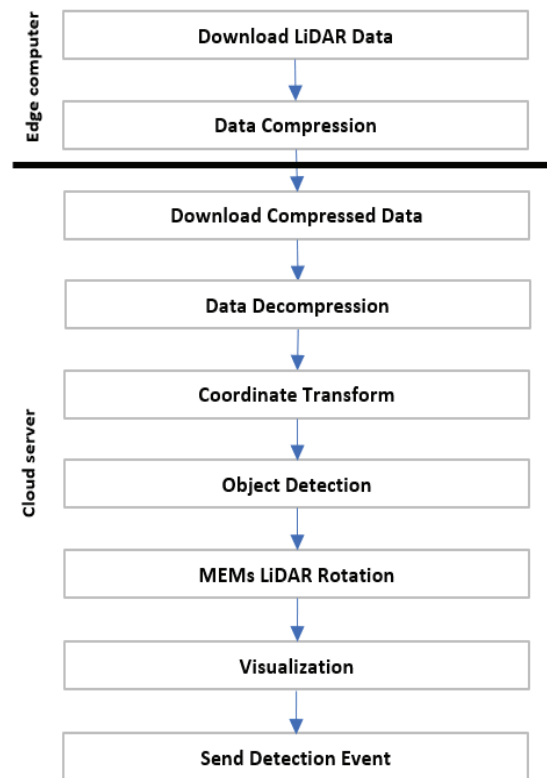 Edge computer
Download LiDAR Data
Data Compression
Cloud server
Download Compressed Data
Data Decompression
Coordinate Transform
Object Detection
MEMs LiDAR Rotation
Visualization
Send Detection Event